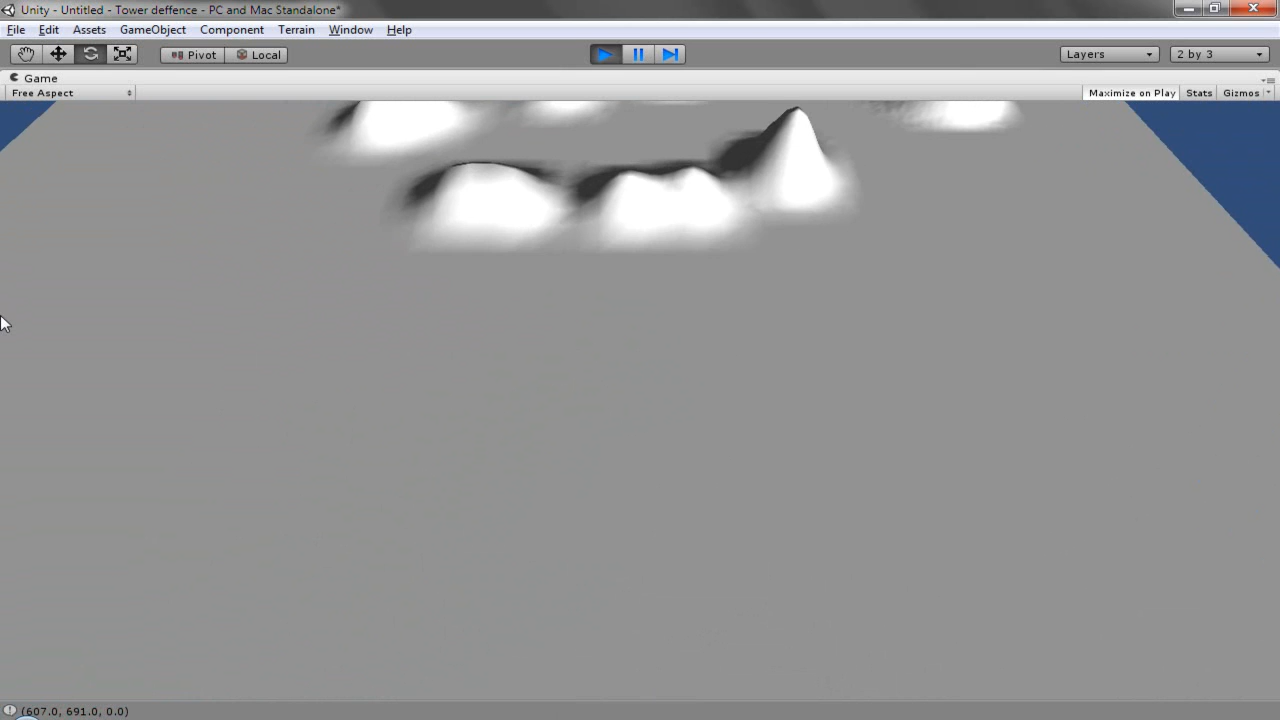 Unity - Untitled - Tower deffence - PC and Mac Standalone*
File Edit Assets GameObject Component Terrain Window Help
Pivot Local Layers 2 by 3
Game
Free Aspect Maximize on Play Stats Gizmos
(607.0, 691.0, 0.0)